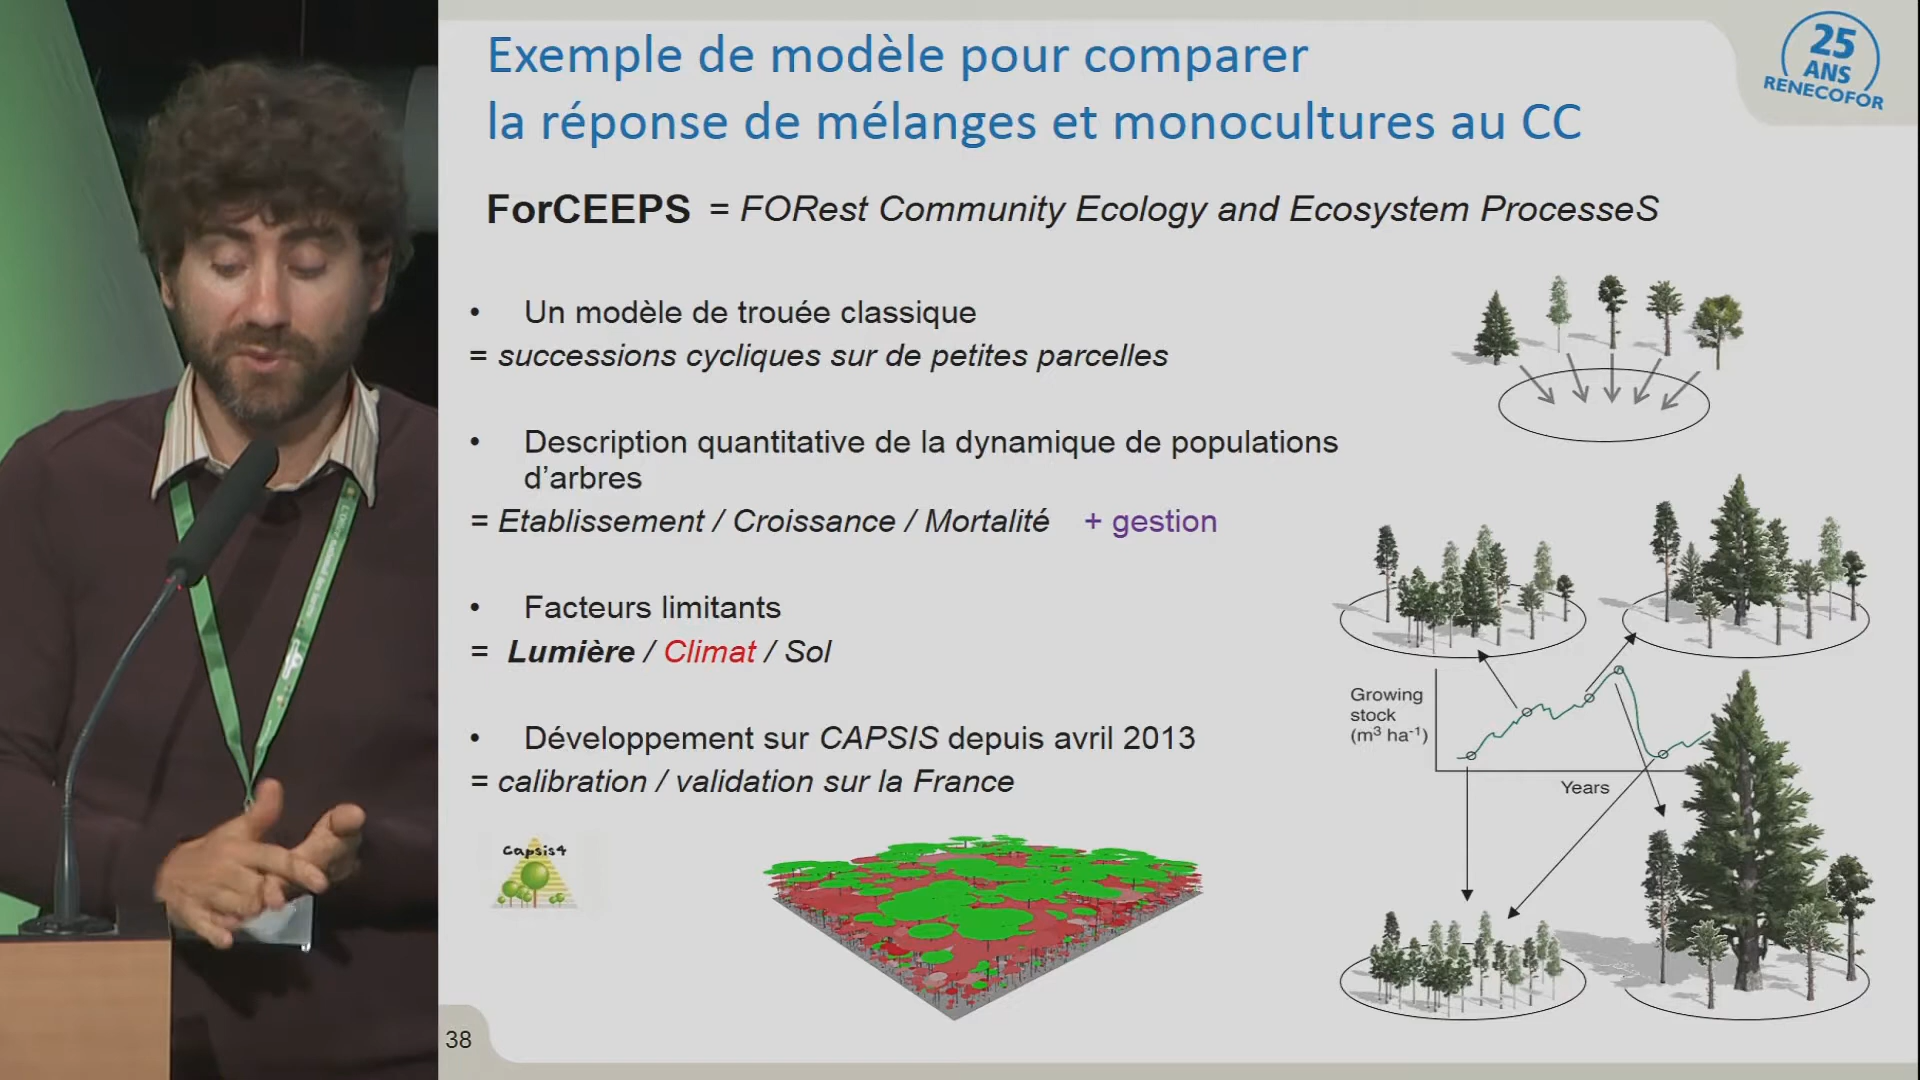 Exemple de modèle pour comparer
la réponse de mélanges et monocultures au CC
25
ANS
RENECOFOR
ForCEEPS = FORest Community Ecology and Ecosystem ProcesseS
• Un modèle de trouée classique
= successions cycliques sur de petites parcelles
• Description quantitative de la dynamique de populations
d’arbres
= Etablissement / Croissance / Mortalité + gestion
• Facteurs limitants
= Lumière / Climat / Sol
• Développement sur CAPSIS depuis avril 2013
= calibration / validation sur la France
Growing
stock
(m³ ha⁻¹)
Years
Capsis4
38